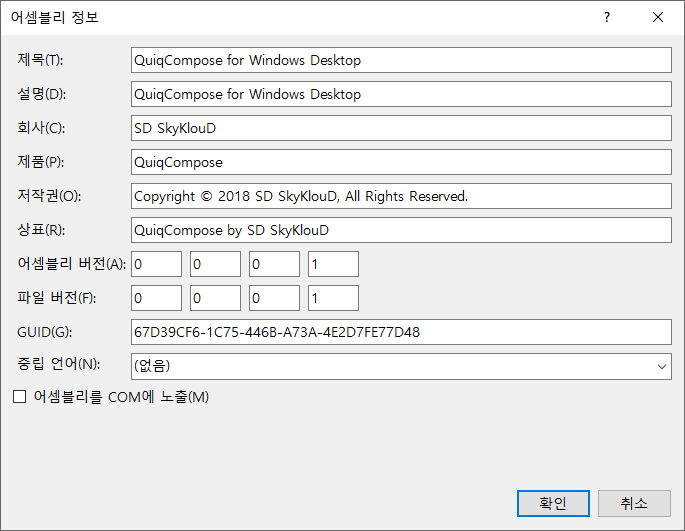 어셈블리 정보 ?
제목(T): QuiqCompose for Windows Desktop
설명(D): QuiqCompose for Windows Desktop
회사(C): SD SkyKlouD
제품(P): QuiqCompose
저작권(O): Copyright © 2018 SD SkyKlouD, All Rights Reserved.
상표(R): QuiqCompose by SD SkyKlouD
어셈블리 버전(A): 0 0 0 1
파일 버전(F): 0 0 0 1
GUID(G): 67D39CF6-1C75-446B-A73A-4E2D7FE77D48
중립 언어(N): (없음)
어셈블리를 COM에 노출(M)
확인 취소